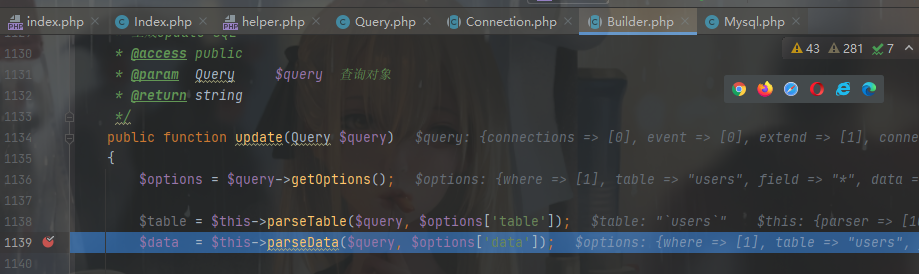 index.php Index.php helper.php Query.php Connection.php Builder.php Mysql.php
1130 * @access public
43 281 7
1131 * @param Query $query 查询对象
1132 * @return string
1133 */
1134 public function update(Query $query) $query: {connections => [0], event => [0], extend => [1], conne
1135 {
1136 $options = $query->getOptions(); $options: {where => [1], table => "users", field => "*", data =
1137
1138 $table = $this->parseTable($query, $options['table']); $table: "`users`" $this: {parser => [1
1139 $data = $this->parseData($query, $options['data']); $options: {where => [1], table => "users",
1140